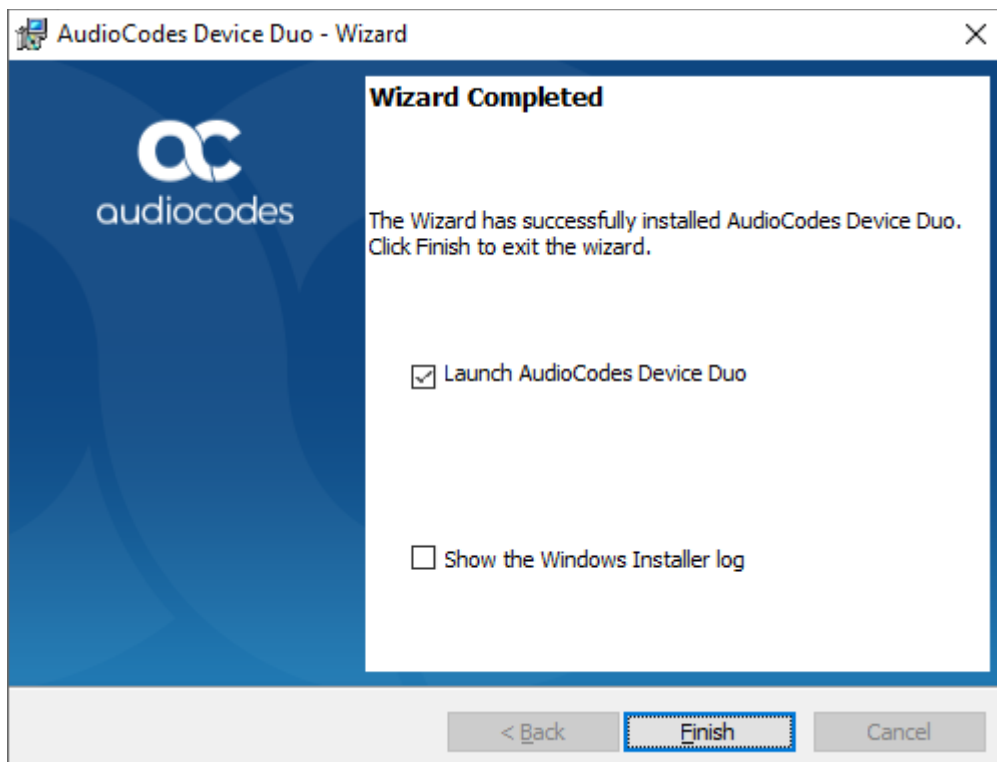 AudioCodes Device Duo - Wizard
audiocodes
Wizard Completed
The Wizard has successfully installed AudioCodes Device Duo.
Click Finish to exit the wizard.
Launch AudioCodes Device Duo
Show the Windows Installer log
< Back
Finish
Cancel